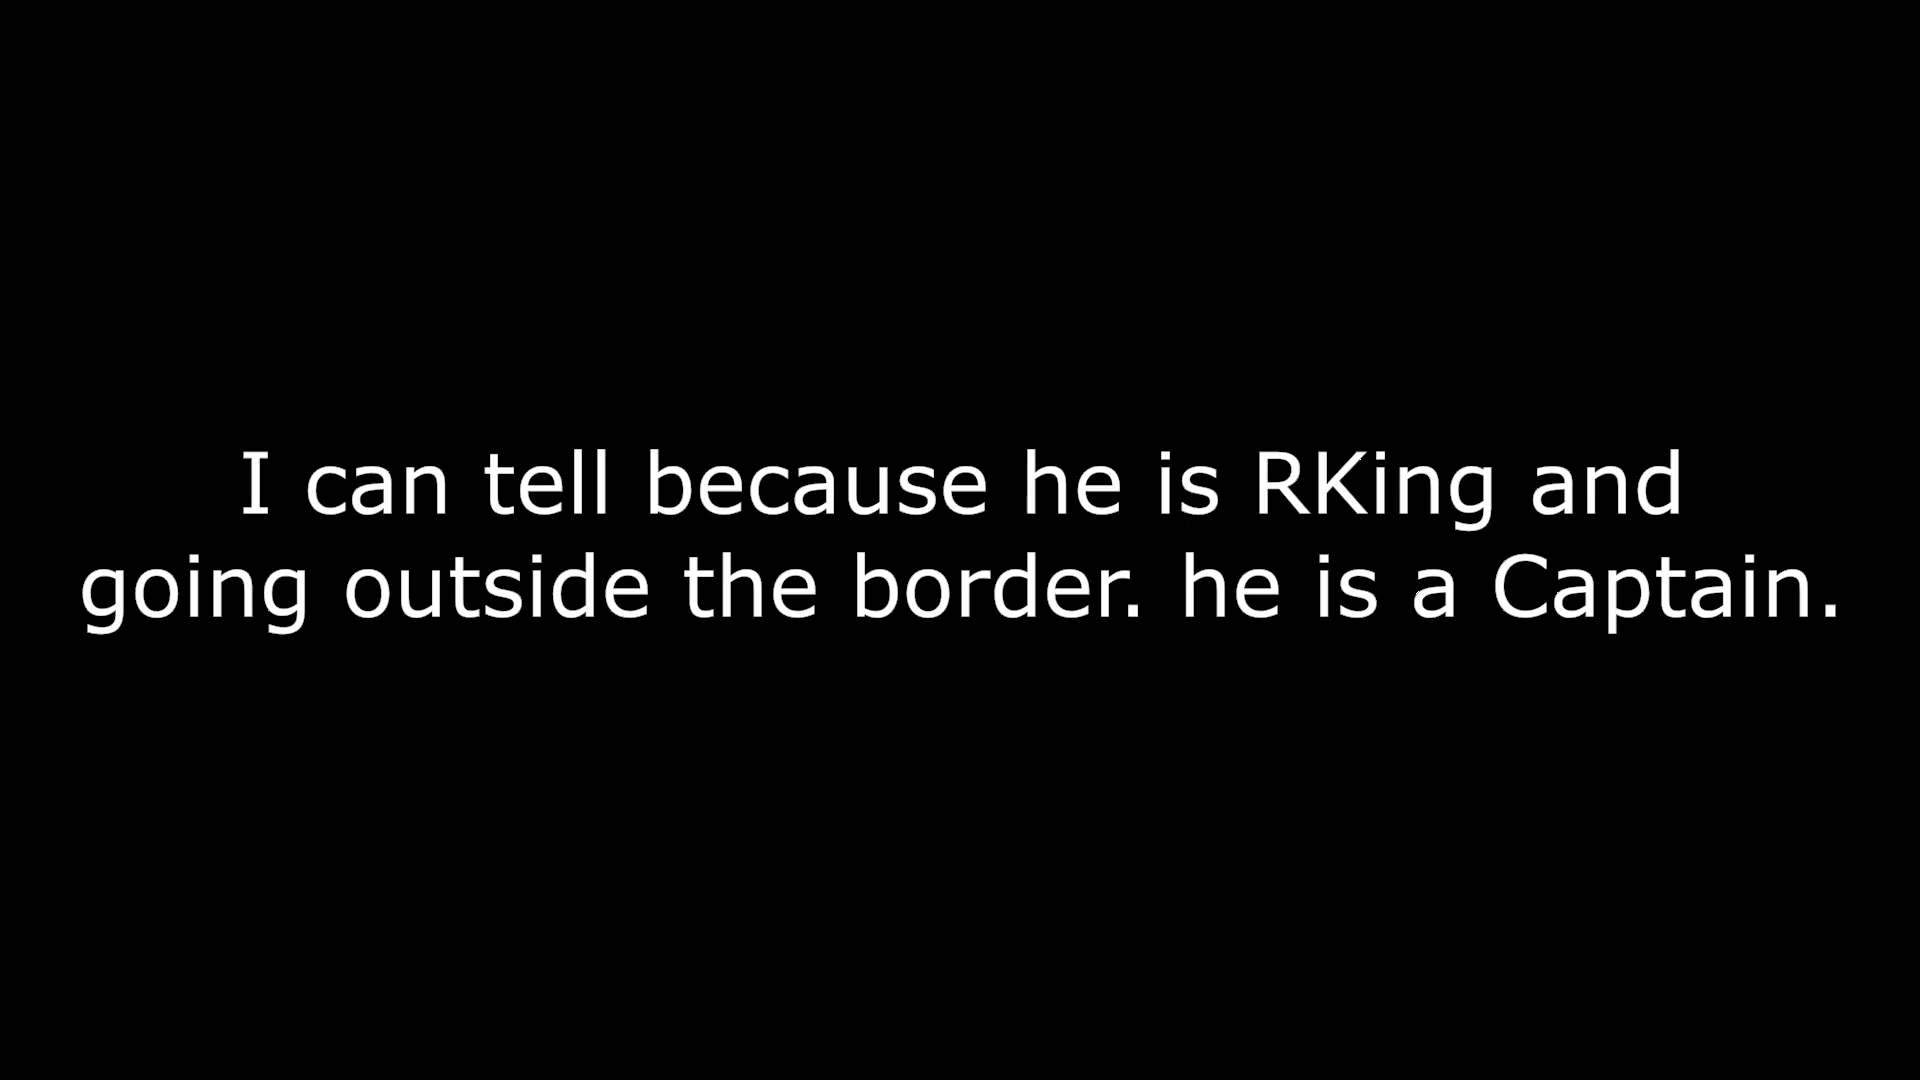 I can tell because he is RKing and
going outside the border. he is a Captain.